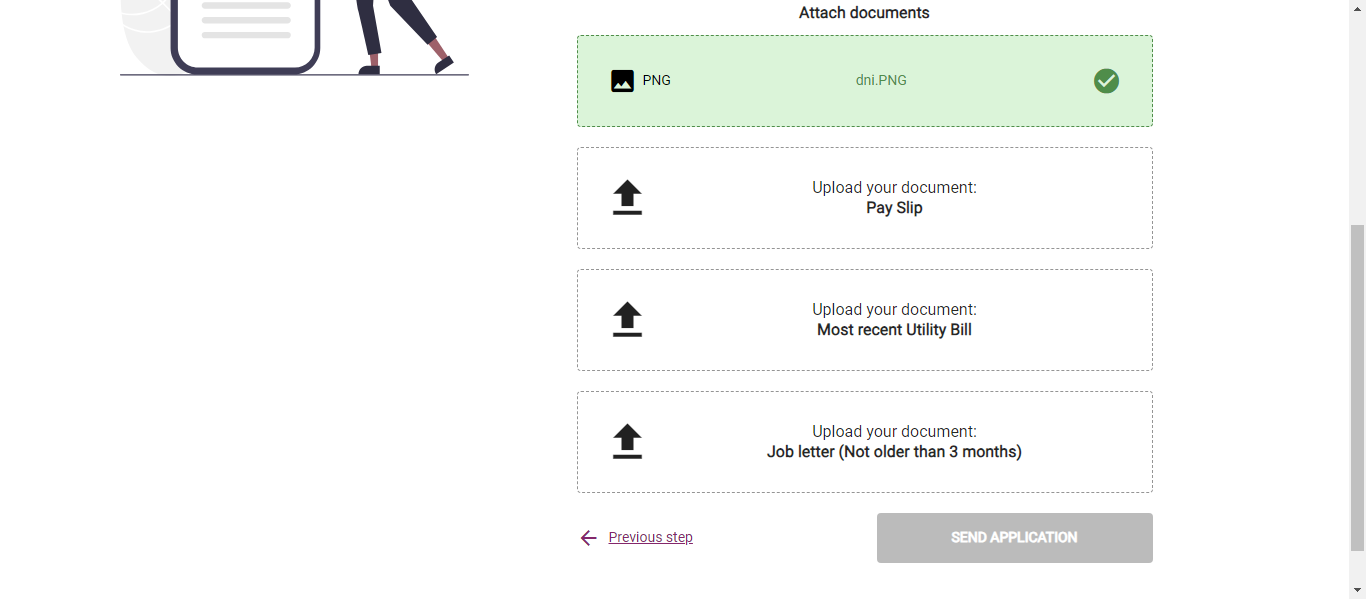 Attach documents
PNG
dni.PNG
Upload your document:
Pay Slip
Upload your document:
Most recent Utility Bill
Upload your document:
Job letter (Not older than 3 months)
Previous step
SEND APPLICATION